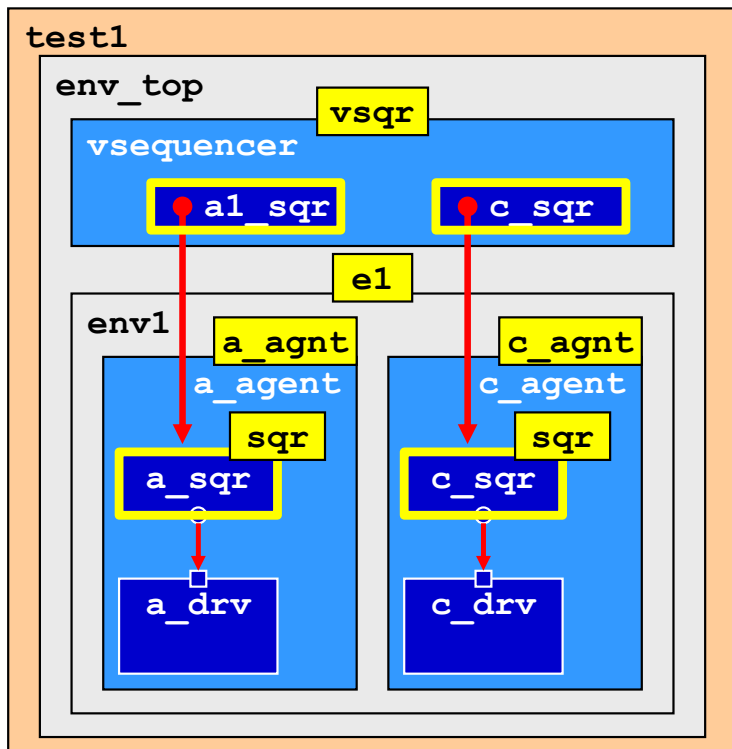 test1
env_top
vsqr
vsequencer
a1_sqr
c_sqr
e1
env1
a_agnt
c_agnt
a_agent
c_agent
sqr
sqr
a_sqr
c_sqr
a_drv
c_drv